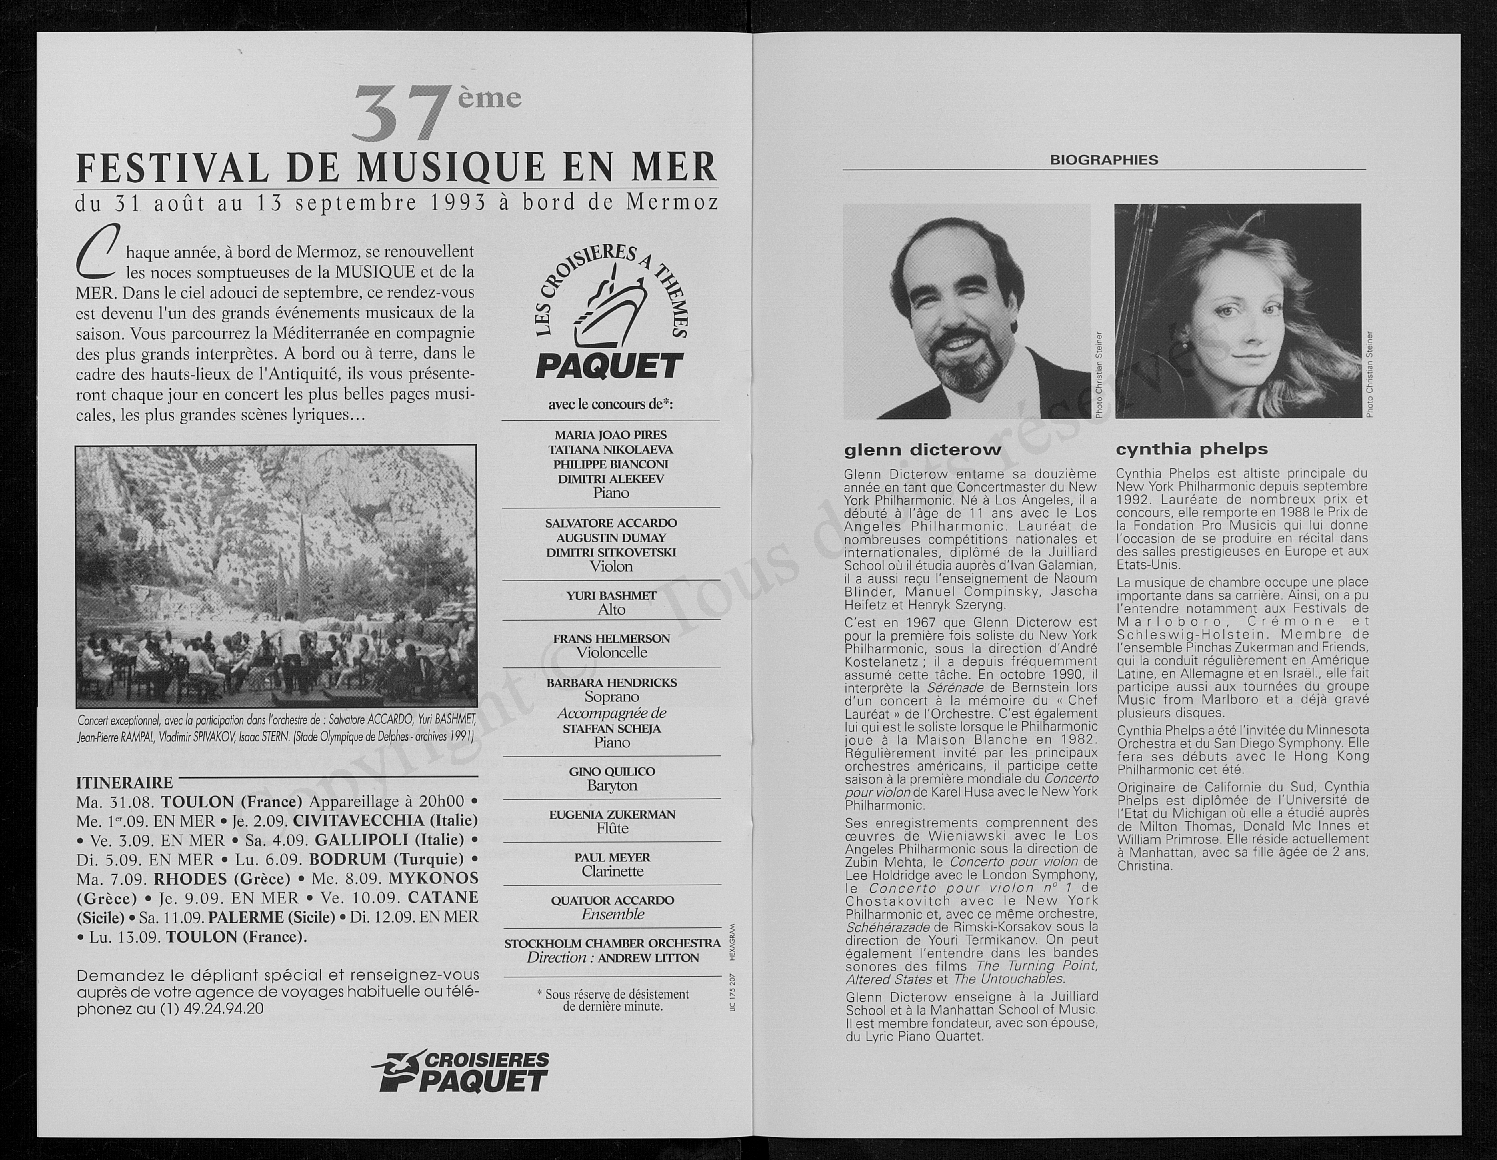 37ème
FESTIVAL DE MUSIQUE EN MER
du 31 août au 13 septembre 1993 à bord de Mermoz
Chaque année, à bord de Mermoz, se renouvellent
les noces somptueuses de la MUSIQUE et de la
MER. Dans le ciel adouci de septembre, ce rendez-vous
est devenu l'un des grands événements musicaux de la
saison. Vous parcourrez la Méditerranée en compagnie
des plus grands interprètes. A bord ou à terre, dans le
cadre des hauts-lieux de l'Antiquité, ils vous présente-
ront chaque jour en concert les plus belles pages musi-
cales, les plus grandes scènes lyriques...
Concert exceptionnel, avec la participation dans l'orchestre de : Salvatore ACCARDO, Yuri BASHMET,
Jean-Pierre RAMPAL, Vladimir SPIVAKOV, Isaac STERN. (Stade Olympique de Delphes - archives 1991)
ITINERAIRE
Ma. 31.08. TOULON (France) Appareillage à 20h00 •
Me. 1er.09. EN MER • Je. 2.09. CIVITAVECCHIA (Italie)
• Ve. 3.09. EN MER • Sa. 4.09. GALLIPOLI (Italie) •
Di. 5.09. EN MER • Lu. 6.09. BODRUM (Turquie) •
Ma. 7.09. RHODES (Grèce) • Me. 8.09. MYKONOS
(Grèce) • Je. 9.09. EN MER • Ve. 10.09. CATANE
(Sicile) • Sa. 11.09. PALERME (Sicile) • Di. 12.09. EN MER
• Lu. 13.09. TOULON (France).
Demandez le dépliant spécial et renseignez-vous
auprès de votre agence de voyages habituelle ou télé-
phonez au (1) 49.24.94.20
LES CROISIERES A THEMES
PAQUET
avec le concours de*:
MARIA JOAO PIRES
TATIANA NIKOLAEVA
PHILIPPE BIANCONI
DIMITRI ALEKEEV
Piano
SALVATORE ACCARDO
AUGUSTIN DUMAY
DIMITRI SITKOVETSKI
Violon
YURI BASHMET
Alto
FRANS HELMERSON
Violoncelle
BARBARA HENDRICKS
Soprano
Accompagnée de
STAFFAN SCHEJA
Piano
GINO QUILICO
Baryton
EUGENIA ZUKERMAN
Flûte
PAUL MEYER
Clarinette
QUATUOR ACCARDO
Ensemble
STOCKHOLM CHAMBER ORCHESTRA
Direction : ANDREW LITTON
* Sous réserve de désistement
de dernière minute.
LIC 175 207 HEXAGRAM
CROISIERES
PAQUET
BIOGRAPHIES
Photo Christian Steiner
Photo Christian Steiner
glenn dicterow
Glenn Dicterow entame sa douzième
année en tant que Concertmaster du New
York Philharmonic. Né à Los Angeles, il a
débuté à l'âge de 11 ans avec le Los
Angeles Philharmonic. Lauréat de
nombreuses compétitions nationales et
internationales, diplômé de la Juilliard
School où il étudia auprès d'Ivan Galamian,
il a aussi reçu l'enseignement de Naoum
Blinder, Manuel Compinsky, Jascha
Heifetz et Henryk Szeryng.
C'est en 1967 que Glenn Dicterow est
pour la première fois soliste du New York
Philharmonic, sous la direction d'André
Kostelanetz ; il a depuis fréquemment
assumé cette tâche. En octobre 1990, il
interprète la Sérénade de Bernstein lors
d'un concert à la mémoire du « Chef
Lauréat » de l'Orchestre. C'est également
lui qui est le soliste lorsque le Philharmonic
joue à la Maison Blanche en 1982.
Régulièrement invité par les principaux
orchestres américains, il participe cette
saison à la première mondiale du Concerto
pour violon de Karel Husa avec le New York
Philharmonic.
Ses enregistrements comprennent des
œuvres de Wieniawski avec le Los
Angeles Philharmonic sous la direction de
Zubin Mehta, le Concerto pour violon de
Lee Holdridge avec le London Symphony,
le Concerto pour violon n° 1 de
Chostakovitch avec le New York
Philharmonic et, avec ce même orchestre,
Schéhérazade de Rimski-Korsakov sous la
direction de Youri Termikanov. On peut
également l'entendre dans les bandes
sonores des films The Turning Point,
Altered States et The Untouchables.
Glenn Dicterow enseigne à la Juilliard
School et à la Manhattan School of Music.
Il est membre fondateur, avec son épouse,
du Lyric Piano Quartet.
cynthia phelps
Cynthia Phelps est altiste principale du
New York Philharmonic depuis septembre
1992. Lauréate de nombreux prix et
concours, elle remporte en 1988 le Prix de
la Fondation Pro Musicis qui lui donne
l'occasion de se produire en récital dans
des salles prestigieuses en Europe et aux
Etats-Unis.
La musique de chambre occupe une place
importante dans sa carrière. Ainsi, on a pu
l'entendre notamment aux Festivals de
Marloboro, Crémone et
Schleswig-Holstein. Membre de
l'ensemble Pinchas Zukerman and Friends,
qui la conduit régulièrement en Amérique
Latine, en Allemagne et en Israël, elle fait
participe aussi aux tournées du groupe
Music from Marlboro et a déjà gravé
plusieurs disques.
Cynthia Phelps a été l'invitée du Minnesota
Orchestra et du San Diego Symphony. Elle
fera ses débuts avec le Hong Kong
Philharmonic cet été.
Originaire de Californie du Sud, Cynthia
Phelps est diplômée de l'Université de
l'Etat du Michigan où elle a étudié auprès
de Milton Thomas, Donald Mc Innes et
William Primrose. Elle réside actuellement
à Manhattan, avec sa fille âgée de 2 ans,
Christina.
Copyright © Tous droits réservés